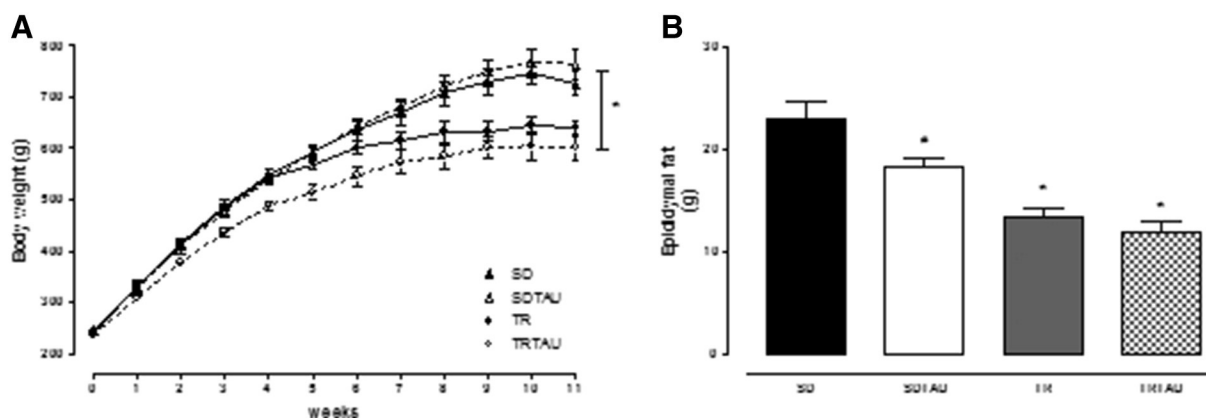 A
800
700
600
500
400
300
200
Body weight (g)
0 1 2 3 4 5 6 7 8 9 10 11
weeks
*
SD
SDTAU
TR
TRTAU
B
30
20
10
0
Epididymal fat
(g)
* * *
SD SDTAU TR TRTAU